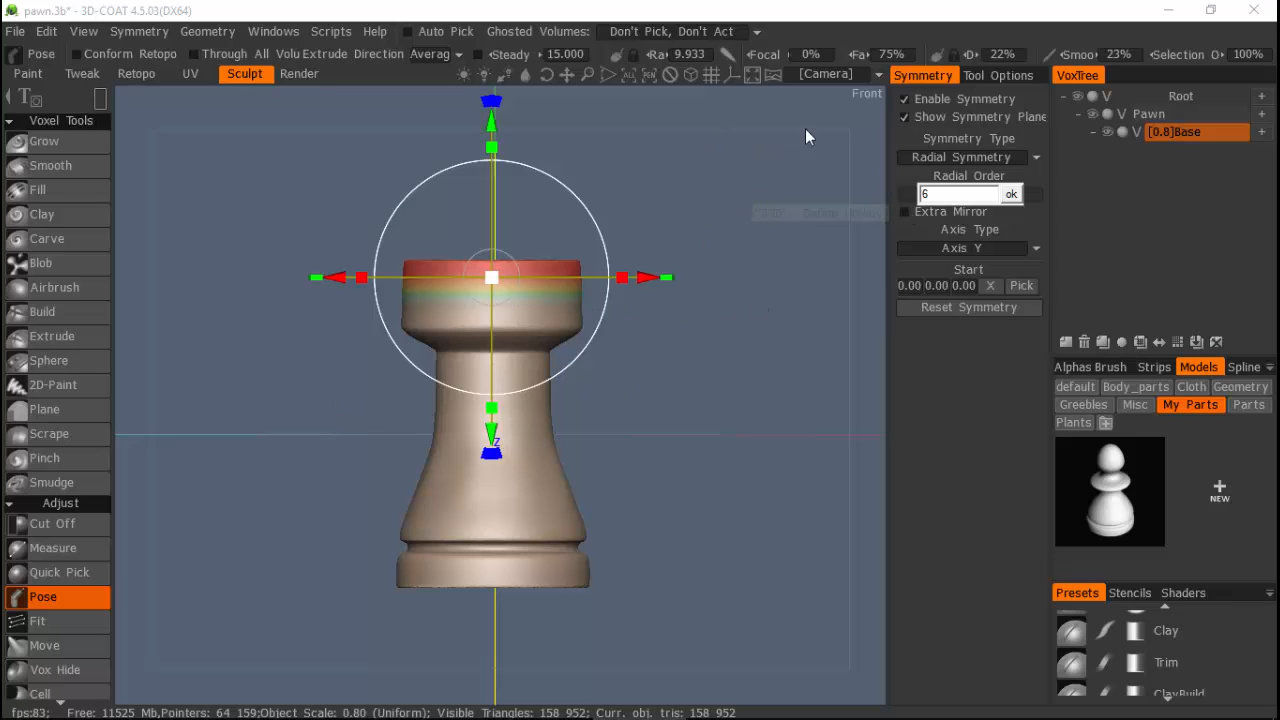 pawn.3b* - 3D-COAT 4.5.03(DX64)
File Edit View Symmetry Geometry Windows Scripts Help Auto Pick Ghosted Volumes: Don't Pick, Don't Act
Pose Conform Retopo Through All Volu Extrude Direction Averag Steady 15.000 Ra 9.933 Focal 0% Fa 75% D 22% Smoo 23% Selection O 100%
Paint Tweak Retopo UV Sculpt Render [Camera] Symmetry Tool Options VoxTree
Front
Enable Symmetry
Show Symmetry Plane
Symmetry Type
Radial Symmetry
Radial Order
6 ok
Extra Mirror
Axis Type
Axis Y
Start
0.00 0.00 0.00 X Pick
Reset Symmetry
V Root
V Pawn
V [0.8]Base
Voxel Tools
Grow
Smooth
Fill
Clay
Carve
Blob
Airbrush
Build
Extrude
Sphere
2D-Paint
Plane
Scrape
Pinch
Smudge
Adjust
Cut Off
Measure
Quick Pick
Pose
Fit
Move
Vox Hide
Cell
Z
Alphas Brush Strips Models Spline
default Body_parts Cloth Geometry
Greebles Misc My Parts Parts
Plants
NEW
Presets Stencils Shaders
Clay
Trim
ClayBuild
fps:83; Free: 11525 Mb,Pointers: 64 159;Object Scale: 0.80 (Uniform); Visible Triangles: 158 952; Curr. obj. tris: 158 952